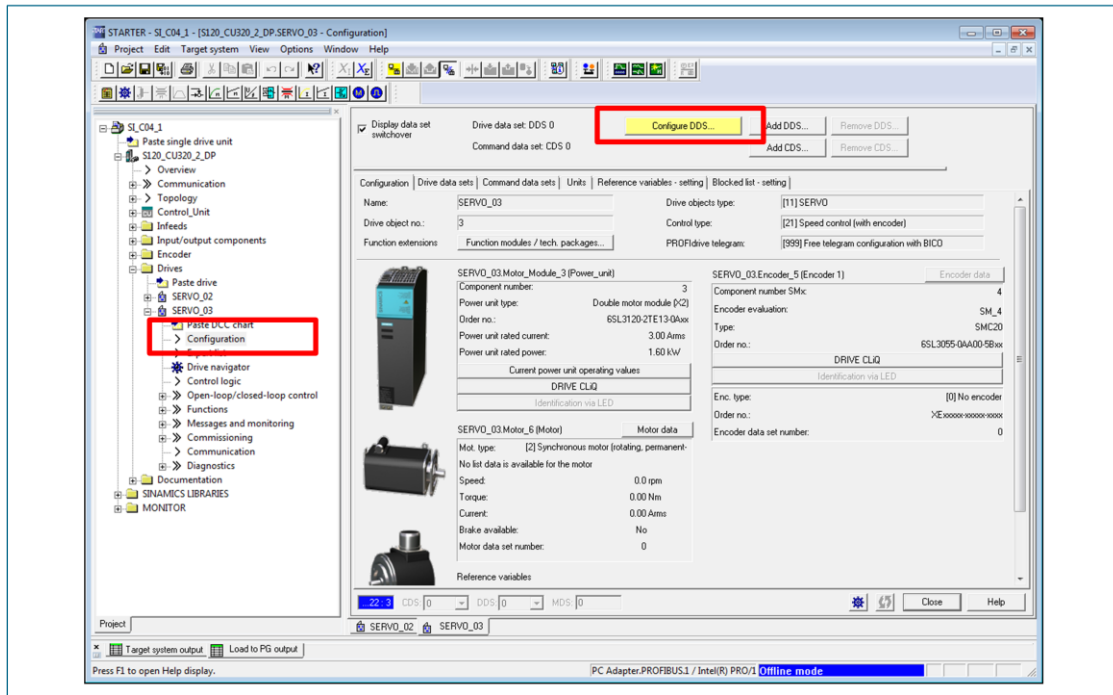 STARTER - SI_C04_1 - [S120_CU320_2_DP.SERVO_03 - Configuration]
Project Edit Target system View Options Window Help
SI_C04_1
Paste single drive unit
S120_CU320_2_DP
Overview
Communication
Topology
Control_Unit
Infeeds
Input/output components
Encoder
Drives
Paste drive
SERVO_02
SERVO_03
Paste DCC chart
Configuration
Expert list
Drive navigator
Control logic
Open-loop/closed-loop control
Functions
Messages and monitoring
Commissioning
Communication
Diagnostics
Documentation
SINAMICS LIBRARIES
MONITOR
Project
Display data set switchover
Drive data set: DDS 0 Configure DDS... Add DDS... Remove DDS...
Command data set: CDS 0 Add CDS... Remove CDS...
Configuration Drive data sets Command data sets Units Reference variables - setting Blocked list - setting
Name: SERVO_03 Drive objects type: [11] SERVO
Drive object no.: 3 Control type: [21] Speed control (with encoder)
Function extensions Function modules / tech. packages... PROFIdrive telegram: [999] Free telegram configuration with BICO
SERVO_03.Motor_Module_3 (Power_unit)
Component number: 3
Power unit type: Double motor module (X2)
Order no.: 6SL3120-2TE13-0Axx
Power unit rated current: 3.00 Arms
Power unit rated power: 1.60 kW
Current power unit operating values
DRIVE CLiQ
Identification via LED
SERVO_03.Motor_6 (Motor) Motor data
Mot. type: [2] Synchronous motor (rotating, permanent-
No list data is available for the motor
Speed: 0.0 rpm
Torque: 0.00 Nm
Current: 0.00 Arms
Brake available: No
Motor data set number: 0
Reference variables
SERVO_03.Encoder_5 (Encoder 1) Encoder data
Component number SMx: 4
Encoder evaluation: SM_4
Type: SMC20
Order no.: 6SL3055-0AA00-5Bxx
DRIVE CLiQ
Identification via LED
Enc. type: [0] No encoder
Order no.: XExxxxx-xxxxx-xxxx
Encoder data set number: 0
...22 : 3 CDS: 0 DDS: 0 MDS: 0 Close Help
SERVO_02 SERVO_03
Target system output Load to PG output
Press F1 to open Help display. PC Adapter.PROFIBUS.1 / Intel(R) PRO/1 Offline mode